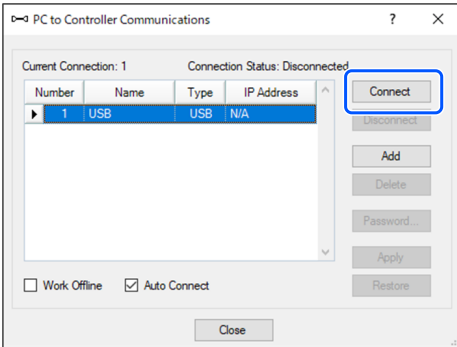 PC to Controller Communications
Current Connection: 1 Connection Status: Disconnected
Number Name Type IP Address
1 USB USB N/A
Connect
Disconnect
Add
Delete
Password...
Apply
Restore
Work Offline Auto Connect
Close